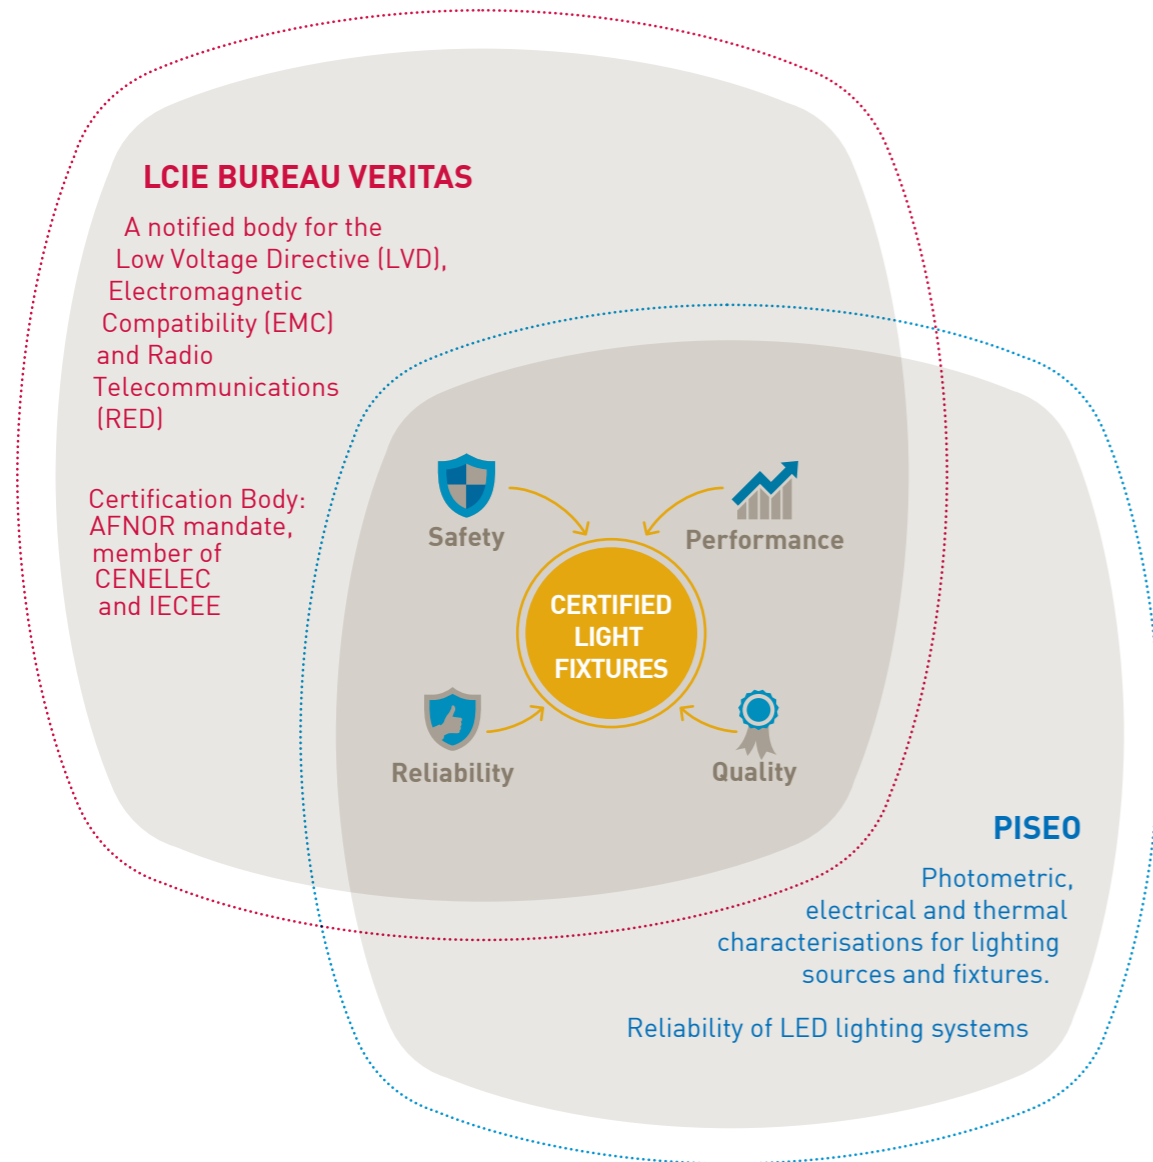 LCIE BUREAU VERITAS
A notified body for the
Low Voltage Directive (LVD),
Electromagnetic
Compatibility (EMC)
and Radio
Telecommunications
(RED)
Certification Body:
AFNOR mandate,
member of
CENELEC
and IECEE
Safety
Performance
CERTIFIED
LIGHT
FIXTURES
Reliability
Quality
PISEO
Photometric,
electrical and thermal
characterisations for lighting
sources and fixtures.
Reliability of LED lighting systems